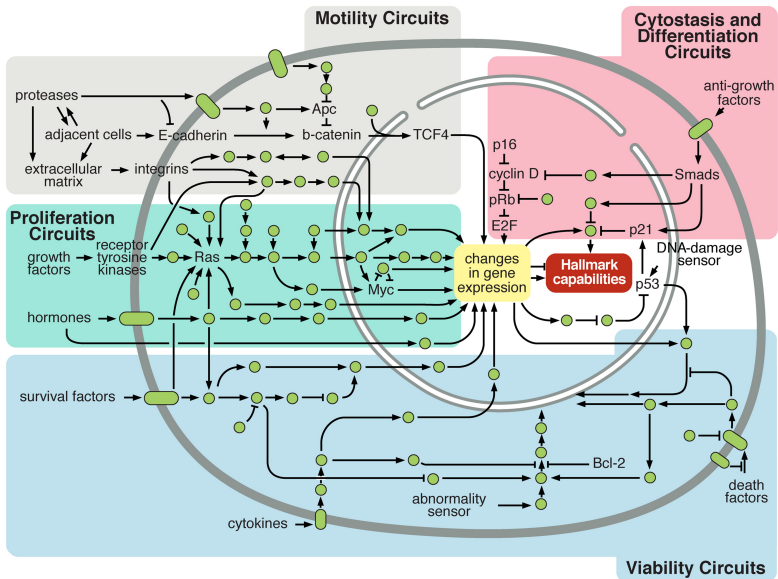 Motility Circuits
Cytostasis and
Differentiation
Circuits
proteases
adjacent cells
E-cadherin
b-catenin
TCF4
Apc
extracellular
matrix
integrins
anti-growth
factors
p16
cyclin D
pRb
E2F
Smads
p21
DNA-damage
sensor
p53
Proliferation
Circuits
growth
factors
receptor
tyrosine
kinases
Ras
Myc
changes
in gene
expression
Hallmark
capabilities
hormones
survival factors
Bcl-2
abnormality
sensor
cytokines
death
factors
Viability Circuits